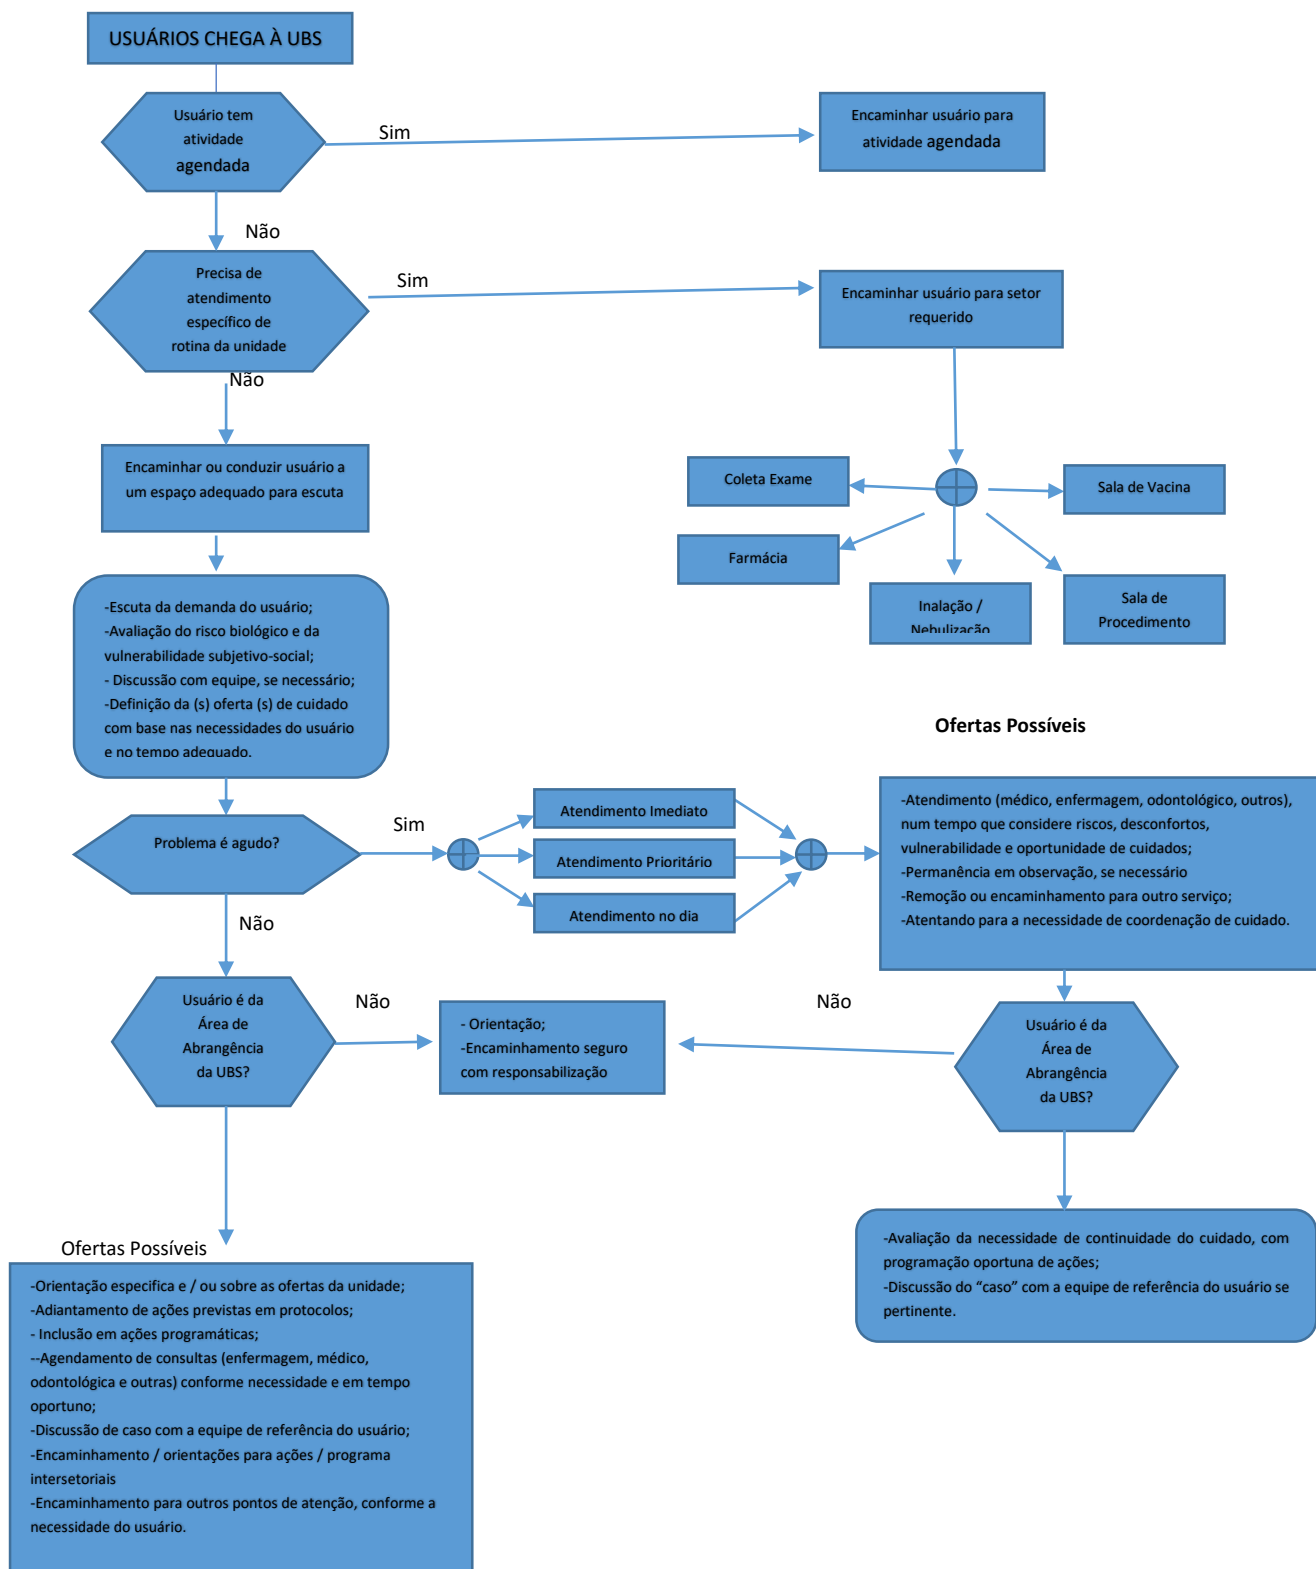 USUÁRIOS CHEGA À UBS
Usuário tem
atividade
agendada
Sim
Encaminhar usuário para
atividade agendada
Não
Precisa de
atendimento
específico de
rotina da unidade
Sim
Encaminhar usuário para setor
requerido
Não
Encaminhar ou conduzir usuário a
um espaço adequado para escuta
Coleta Exame
Sala de Vacina
Farmácia
Inalação /
Nebulização
Sala de
Procedimento
-Escuta da demanda do usuário;
-Avaliação do risco biológico e da
vulnerabilidade subjetivo-social;
- Discussão com equipe, se necessário;
-Definição da (s) oferta (s) de cuidado
com base nas necessidades do usuário
e no tempo adequado.
Ofertas Possíveis
Problema é agudo?
Sim
Atendimento Imediato
Atendimento Prioritário
Atendimento no dia
-Atendimento (médico, enfermagem, odontológico, outros),
num tempo que considere riscos, desconfortos,
vulnerabilidade e oportunidade de cuidados;
-Permanência em observação, se necessário
-Remoção ou encaminhamento para outro serviço;
-Atentando para a necessidade de coordenação de cuidado.
Não
Usuário é da
Área de
Abrangência
da UBS?
Não
- Orientação;
-Encaminhamento seguro
com responsabilização
Não
Usuário é da
Área de
Abrangência
da UBS?
-Avaliação da necessidade de continuidade do cuidado, com
programação oportuna de ações;
-Discussão do “caso” com a equipe de referência do usuário se
pertinente.
Ofertas Possíveis
-Orientação especifica e / ou sobre as ofertas da unidade;
-Adiantamento de ações previstas em protocolos;
- Inclusão em ações programáticas;
--Agendamento de consultas (enfermagem, médico,
odontológica e outras) conforme necessidade e em tempo
oportuno;
-Discussão de caso com a equipe de referência do usuário;
-Encaminhamento / orientações para ações / programa
intersetoriais
-Encaminhamento para outros pontos de atenção, conforme a
necessidade do usuário.